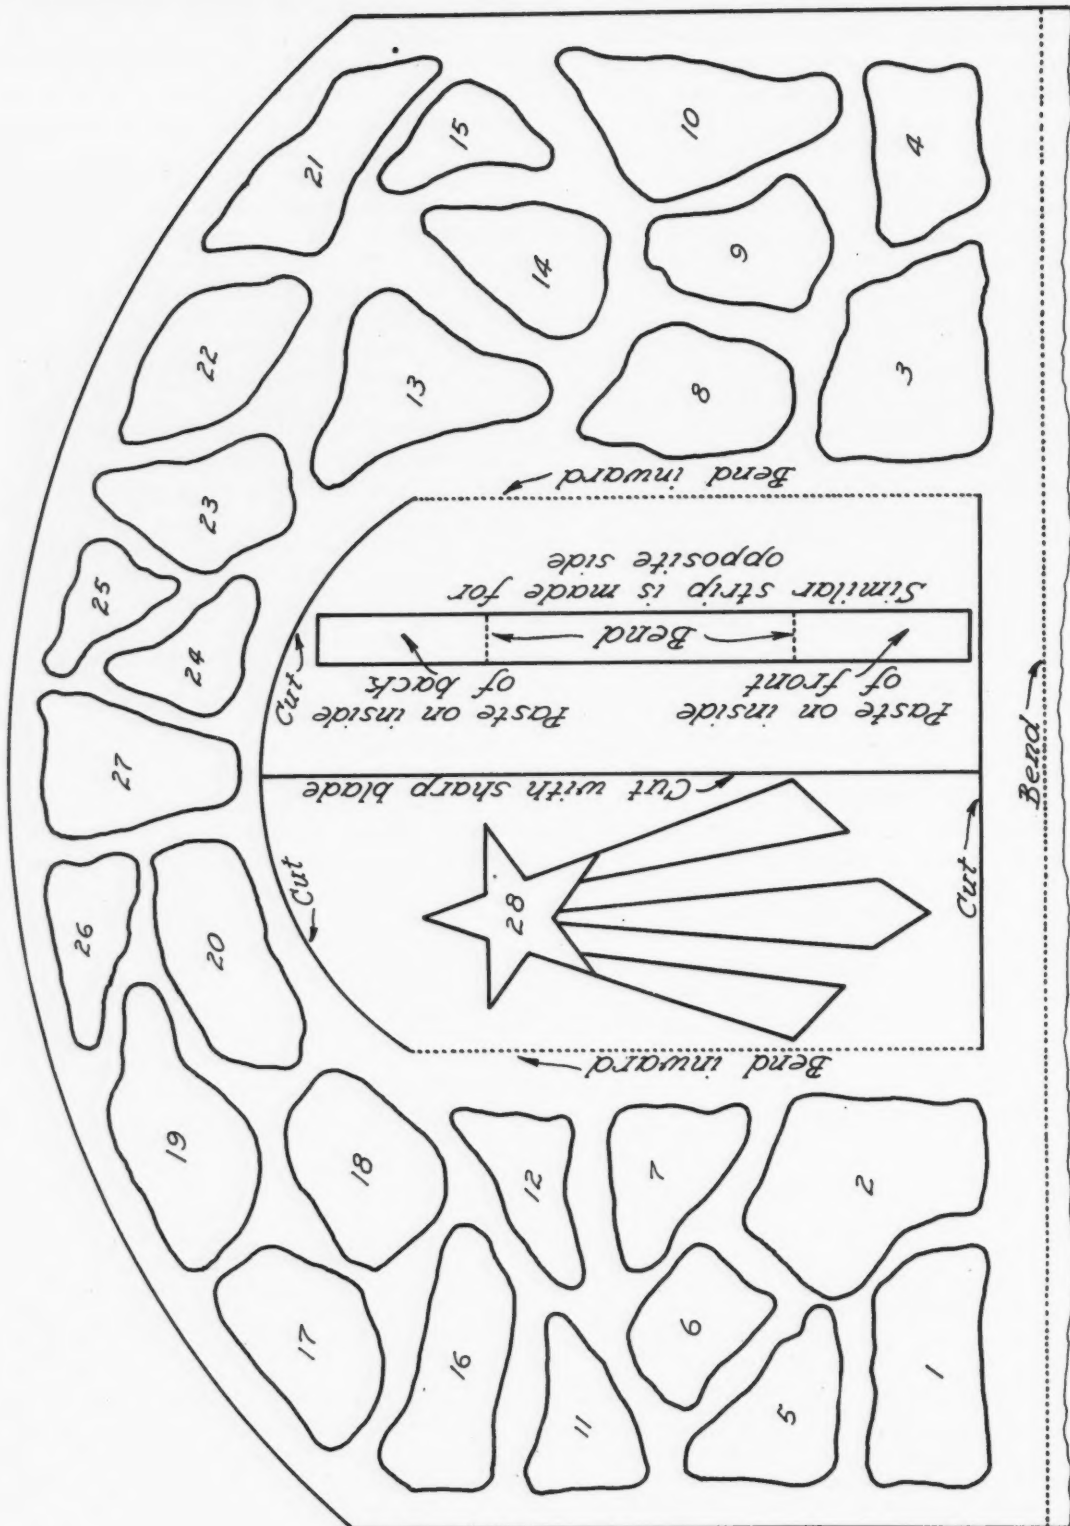 21
15
10
4
22
14
9
13
8
3
23
Bend inward
25
24
Similar strip is made for
opposite side
Bend
Cut
Paste on inside
of back
Paste on inside
of front
27
Cut with sharp blade
Bend
26
20
Cut
28
Cut
Bend inward
19
18
12
7
2
17
16
11
6
5
1